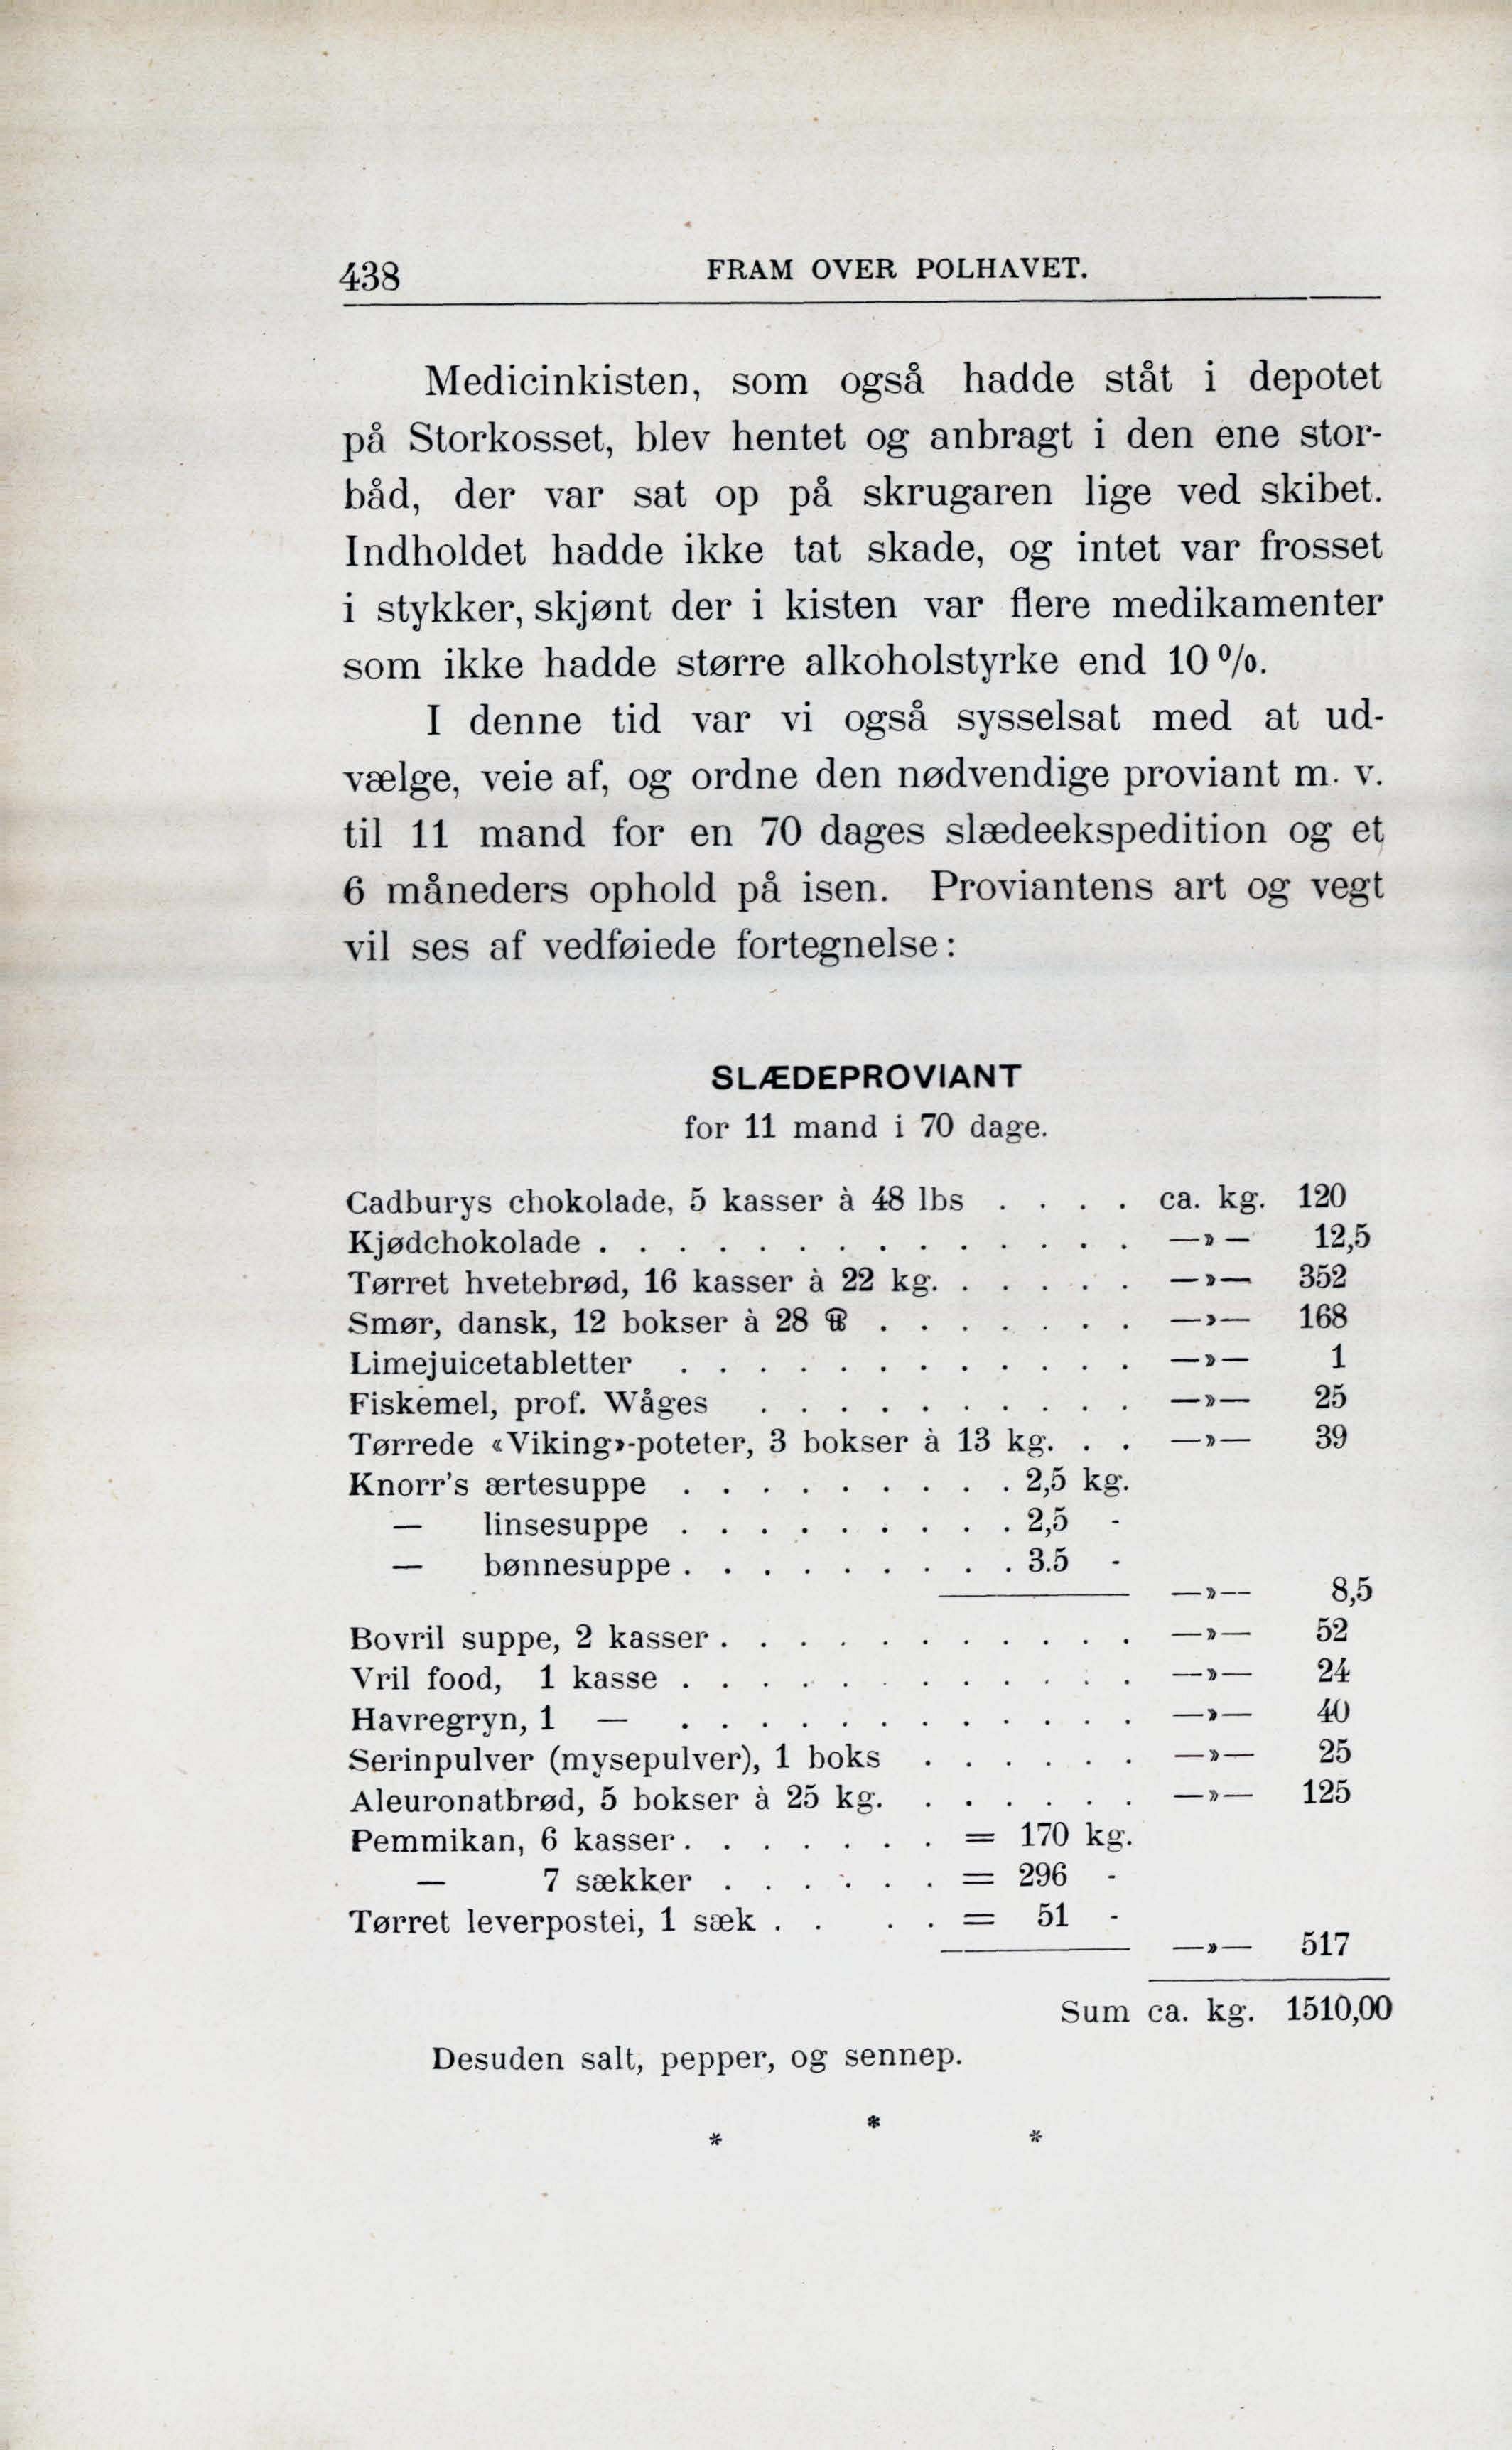 438
FRAM OVER POLHAVET.
Medicinkisten, som også hadde ståt i depotet
på Storkosset, blev hentet og anbragt i den ene stor-
båd, der var sat op på skrugaren lige ved skibet.
Indholdet hadde ikke tat skade, og intet var frosset
i stykker, skjønt der i kisten var flere medikamenter
som ikke hadde større alkoholstyrke end 10 %.
I denne tid var vi også sysselsat med at ud-
vælge, veie af, og ordne den nødvendige proviant m. v.
til 11 mand for en 70 dages slædeekspedition og et
6 måneders ophold på isen. Proviantens art og vegt
vil ses af vedføiede fortegnelse:
SLÆDEPROVIANT
for 11 mand i 70 dage.
Cadburys chokolade, 5 kasser à 48 lbs . . . . ca. kg. 120
Kjødchokolade . . . . . . . . . . . . . . —»— 12,5
Tørret hvetebrød, 16 kasser à 22 kg. . . . . . —»— 352
Smør, dansk, 12 bokser à 28 ℔ . . . . . . . —»— 168
Limejuicetabletter . . . . . . . . . . . . —»— 1
Fiskemel, prof. Wåges . . . . . . . . . . —»— 25
Tørrede «Viking»-poteter, 3 bokser à 13 kg. . . —»— 39
Knorr's ærtesuppe . . . . . . . . . 2,5 kg.
— linsesuppe . . . . . . . . . 2,5 -
— bønnesuppe . . . . . . . . . 3.5 -
—»— 8,5
Bovril suppe, 2 kasser . . . . . . . . . . . —»— 52
Vril food, 1 kasse . . . . . . . . . . . . —»— 24
Havregryn, 1 — . . . . . . . . . . . . —»— 40
Serinpulver (mysepulver), 1 boks . . . . . . —»— 25
Aleuronatbrød, 5 bokser à 25 kg. . . . . . . —»— 125
Pemmikan, 6 kasser . . . . . . . = 170 kg.
— 7 sækker . . . . . . = 296 -
Tørret leverpostei, 1 sæk . . . . = 51 -
—»— 517
Sum ca. kg. 1510,00
Desuden salt, pepper, og sennep.
* * *